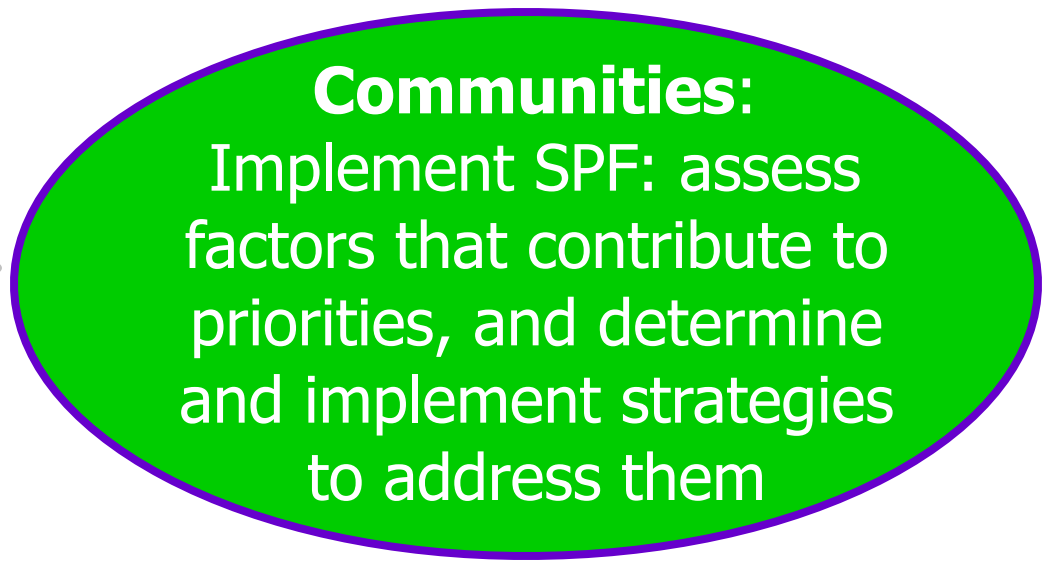 Communities:
Implement SPF: assess
factors that contribute to
priorities, and determine
and implement strategies
to address them